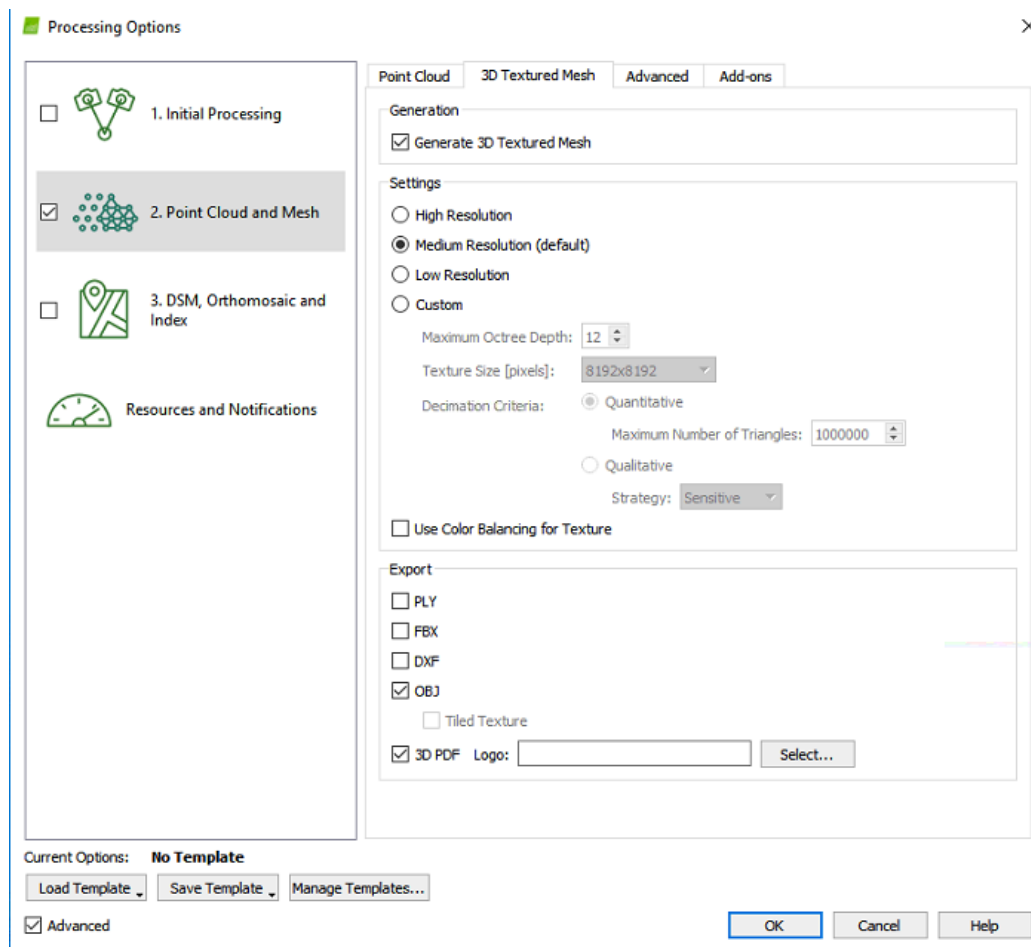 Processing Options
1. Initial Processing
2. Point Cloud and Mesh
3. DSM, Orthomosaic and
Index
Resources and Notifications
Point Cloud
3D Textured Mesh
Advanced
Add-ons
Generation
Generate 3D Textured Mesh
Settings
High Resolution
Medium Resolution (default)
Low Resolution
Custom
Maximum Octree Depth: 12
Texture Size [pixels]: 8192x8192
Decimation Criteria: Quantitative
Maximum Number of Triangles: 1000000
Qualitative
Strategy: Sensitive
Use Color Balancing for Texture
Export
PLY
FBX
DXF
OBJ
Tiled Texture
3D PDF Logo: Select...
Current Options: No Template
Load Template Save Template Manage Templates...
Advanced
OK Cancel Help